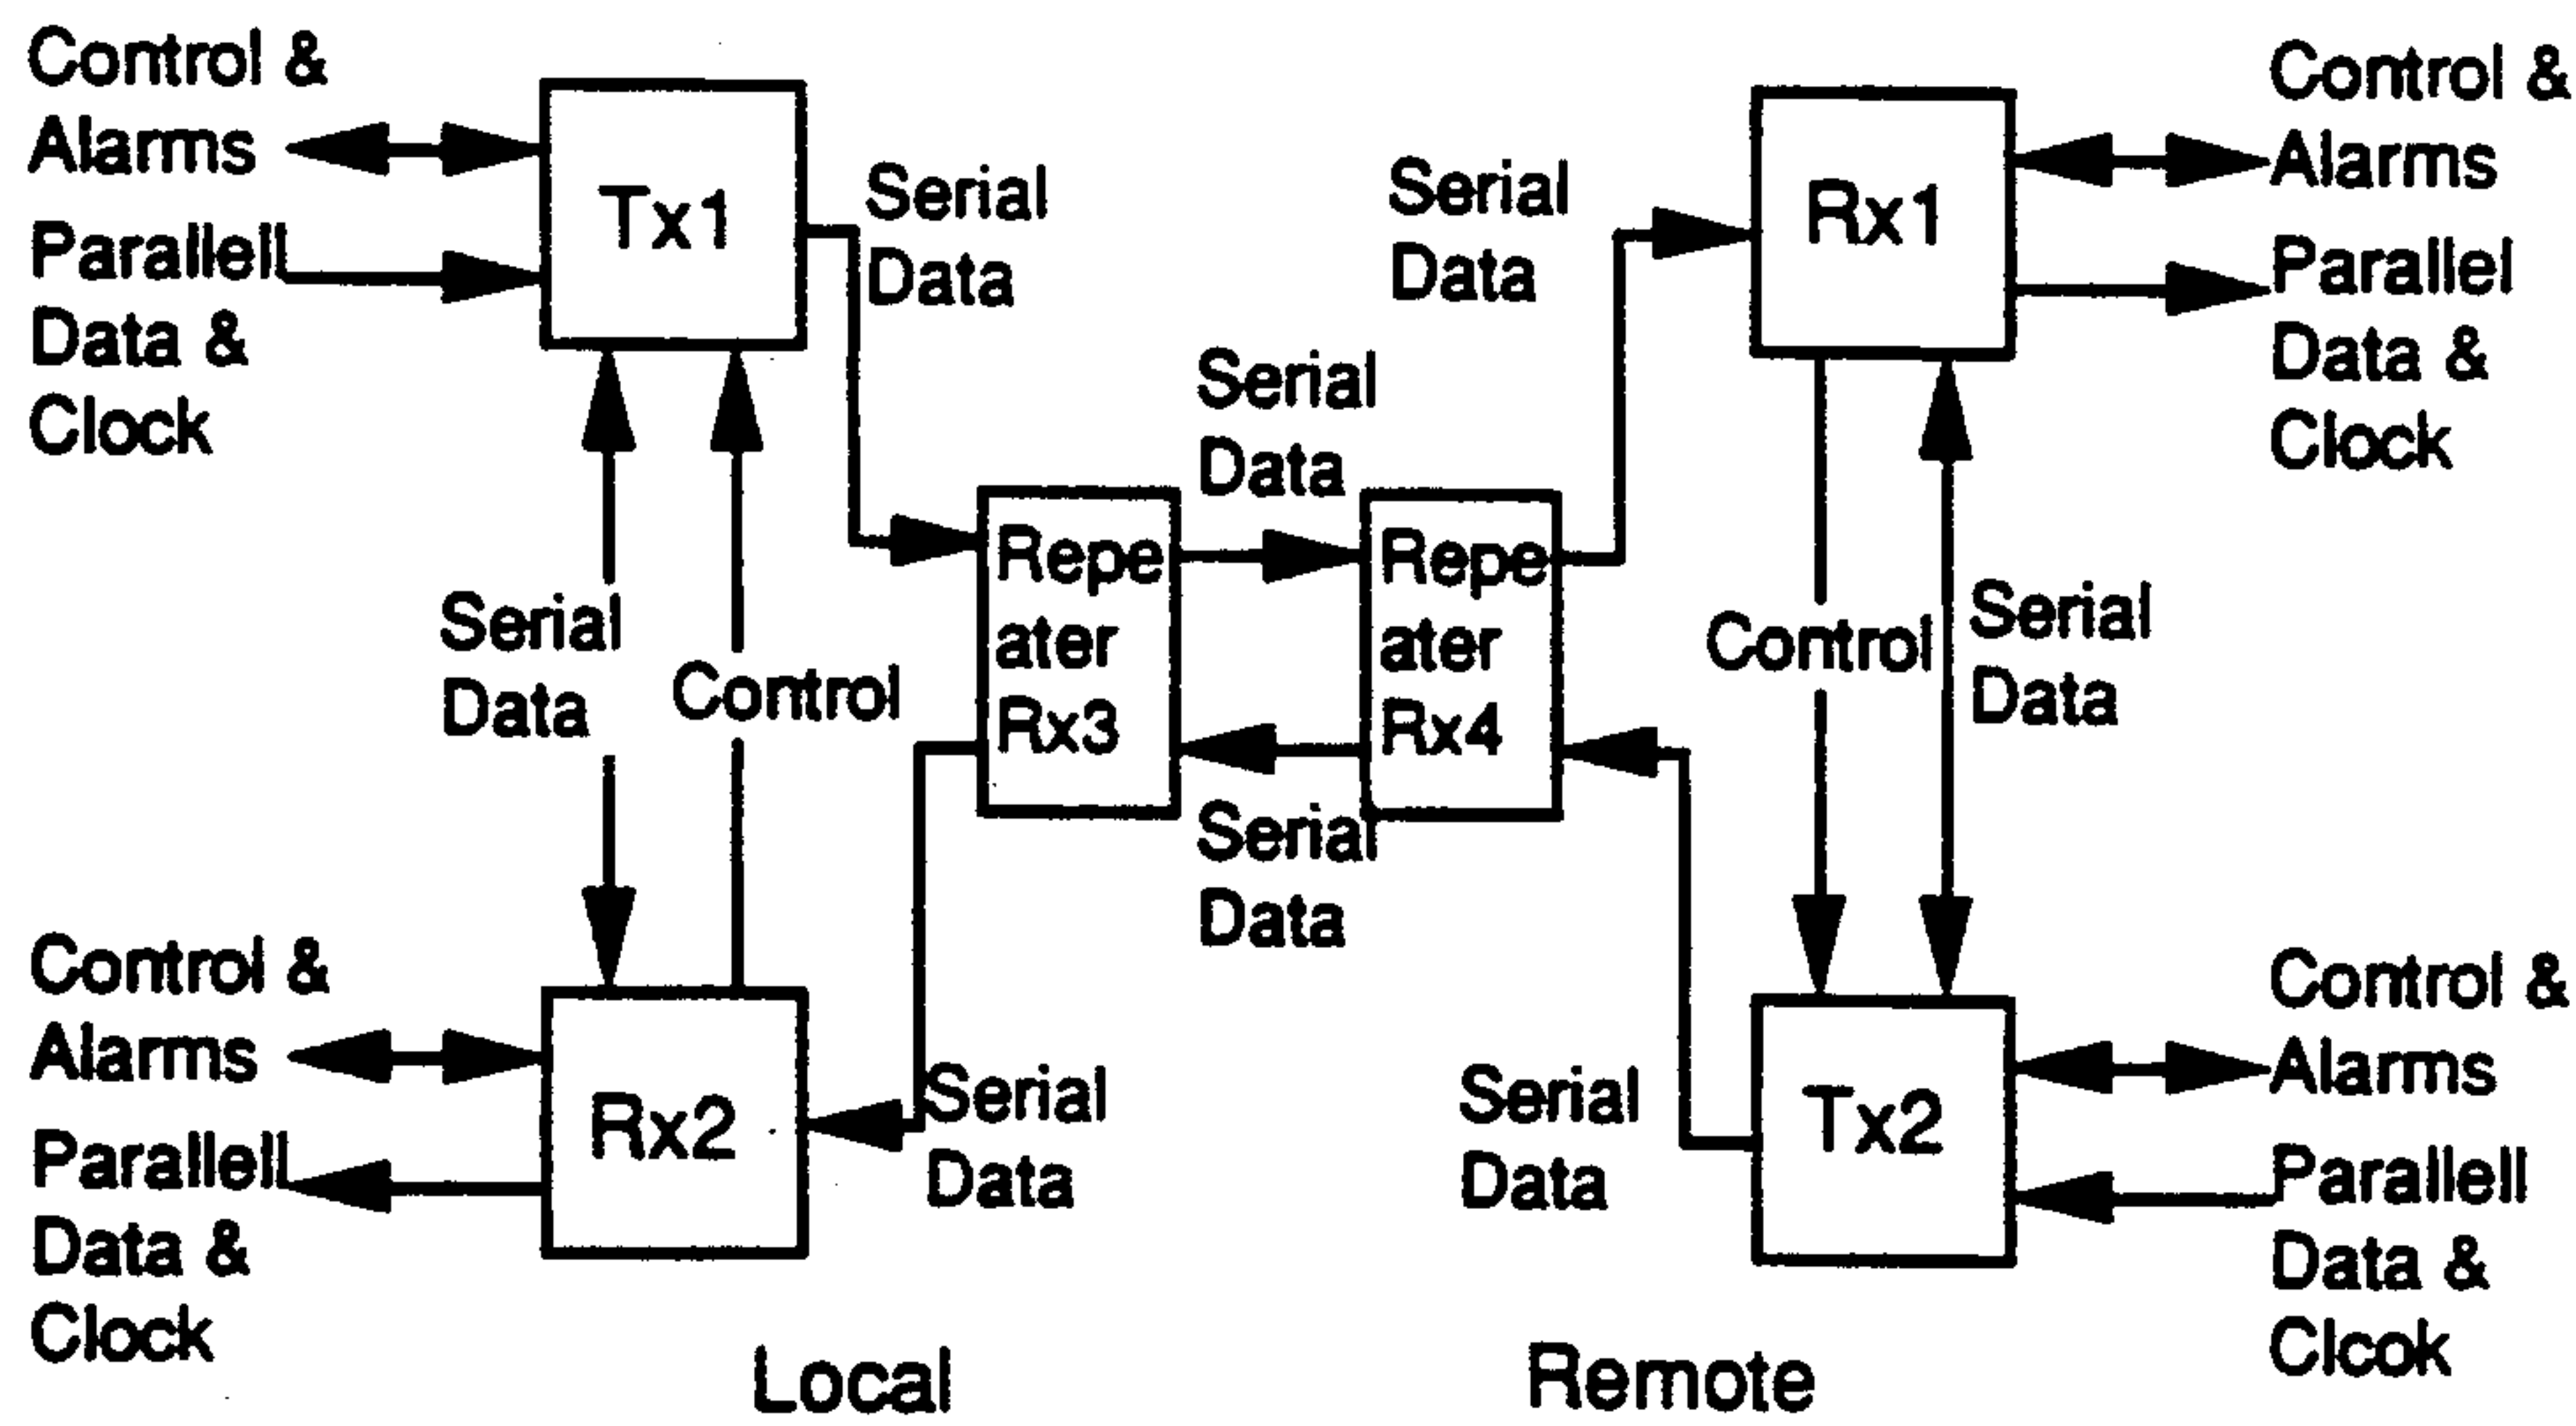 Control &
Alarms
Parallell
Data &
Clock
Tx1
Serial
Data
Serial
Data
Rx1
Control &
Alarms
Parallel
Data &
Clock
Serial
Data
Serial
Data
Control
Repe
ater
Rx3
Repe
ater
Rx4
Control
Serial
Data
Serial
Data
Control &
Alarms
Parallell
Data &
Clock
Rx2
Serial
Data
Serial
Data
Tx2
Control &
Alarms
Parallell
Data &
Clcok
Local
Remote